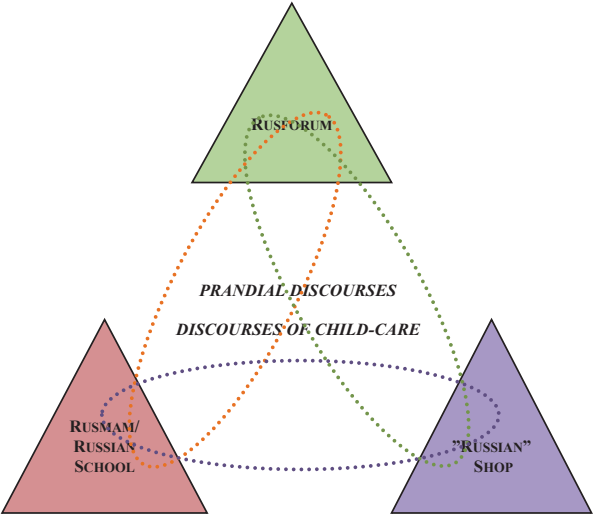 RUSFORUM
PRANDIAL DISCOURSES
DISCOURSES OF CHILD-CARE
RUSMAM/
RUSSIAN
SCHOOL
”RUSSIAN”
SHOP